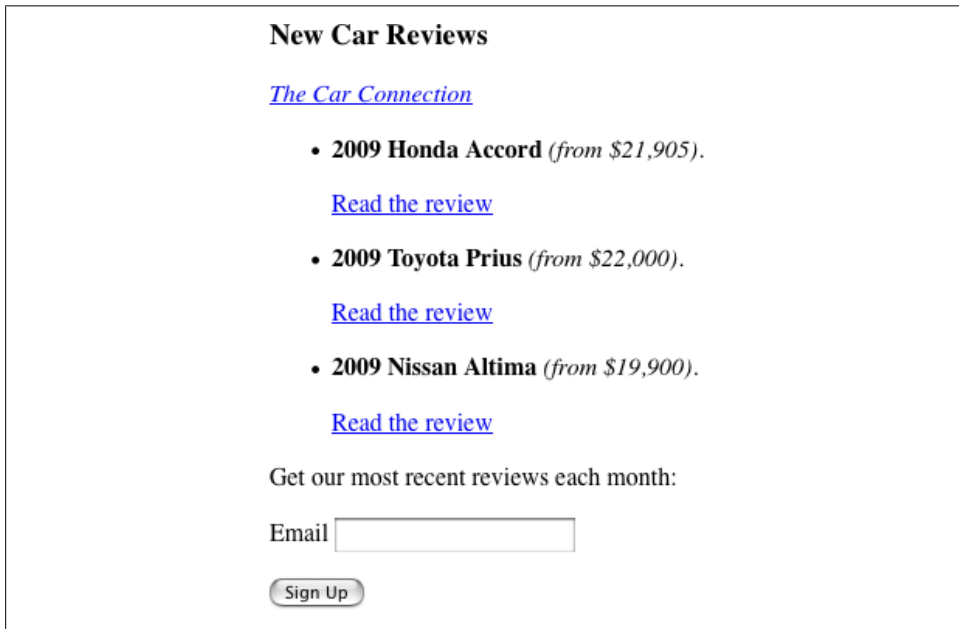 New Car Reviews
The Car Connection
• 2009 Honda Accord (from $21,905).
Read the review
• 2009 Toyota Prius (from $22,000).
Read the review
• 2009 Nissan Altima (from $19,900).
Read the review
Get our most recent reviews each month:
Email
Sign Up